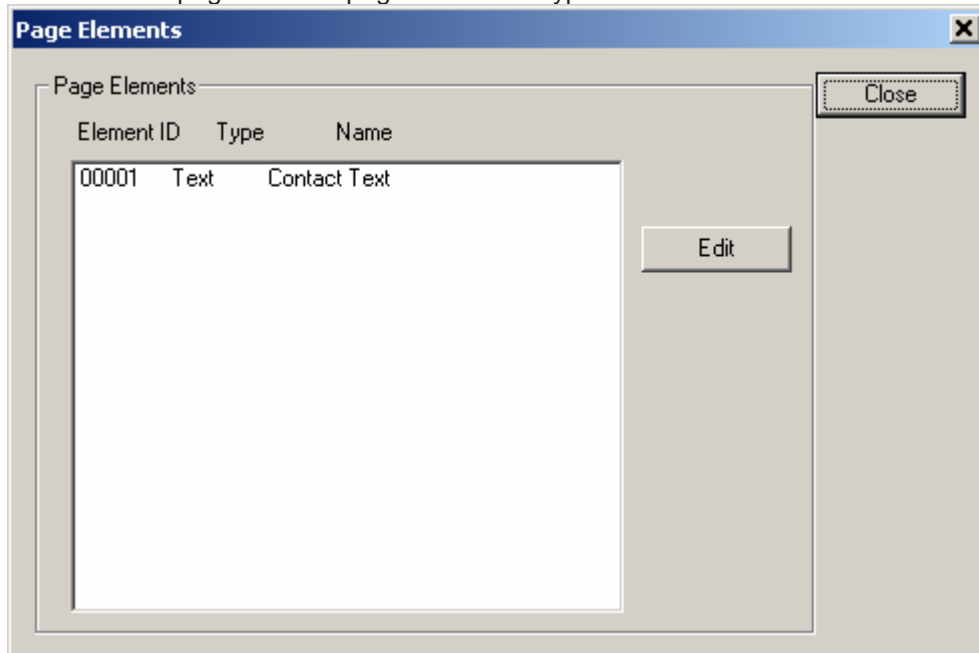 Page Elements
Page Elements
Close
Element ID Type Name
00001 Text Contact Text
Edit